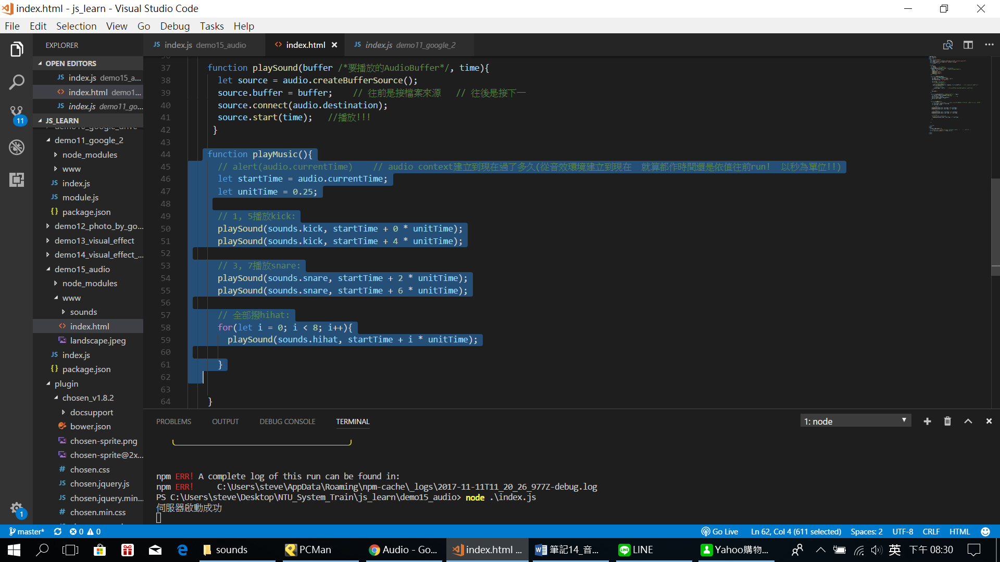 index.html - js_learn - Visual Studio Code
File Edit Selection View Go Debug Tasks Help
EXPLORER
OPEN EDITORS
JS index.js demo15_a...
<> index.html demo1...
JS index.js demo11_go...
11
JS_LEARN
demo11_google_2
node_modules
www
JS index.js
JS module.js
{} package.json
demo12_photo_by_go...
demo13_visual_effect
demo14_visual_effect_...
demo15_audio
node_modules
www
sounds
<> index.html
landscape.jpeg
JS index.js
{} package.json
plugin
chosen_v1.8.2
docsupport
bower.json
chosen-sprite.png
chosen-sprite@2x...
# chosen.css
JS chosen.jquery.js
JS chosen.jquery.min...
# chosen.min.css
1
JS index.js demo15_audio <> index.html × JS index.js demo11_google_2
37 function playSound(buffer /*要播放的AudioBuffer*/, time){
38 let source = audio.createBufferSource();
39 source.buffer = buffer; // 往前是接檔案來源 // 往後是接下一
40 source.connect(audio.destination);
41 source.start(time); //播放!!!
42 }
43
44 function playMusic(){
45 // alert(audio.currentTime) // audio context建立到現在過了多久(從音效環境建立到現在 就算都作時間還是依值往前run! 以秒為單位!!)
46 let startTime = audio.currentTime;
47 let unitTime = 0.25;
48
49 // 1, 5播放kick:
50 playSound(sounds.kick, startTime + 0 * unitTime);
51 playSound(sounds.kick, startTime + 4 * unitTime);
52
53 // 3, 7播放snare:
54 playSound(sounds.snare, startTime + 2 * unitTime);
55 playSound(sounds.snare, startTime + 6 * unitTime);
56
57 // 全部撥hihat:
58 for(let i = 0; i < 8; i++){
59 playSound(sounds.hihat, startTime + i * unitTime);
60
61 }
62
63
64 }
PROBLEMS OUTPUT DEBUG CONSOLE TERMINAL 1: node
npm ERR! A complete log of this run can be found in:
npm ERR! C:\Users\steve\AppData\Roaming\npm-cache\_logs\2017-11-11T11_20_26_977Z-debug.log
PS C:\Users\steve\Desktop\NTU_System_Train\js_learn\demo15_audio> node .\index.js
伺服器啟動成功
master* 0 0 Go Live Ln 62, Col 4 (611 selected) Spaces: 2 UTF-8 CRLF HTML
sounds PCMan Audio - Go... index.html ... 筆記14_音... LINE Yahoo購物... 英 下午 08:30